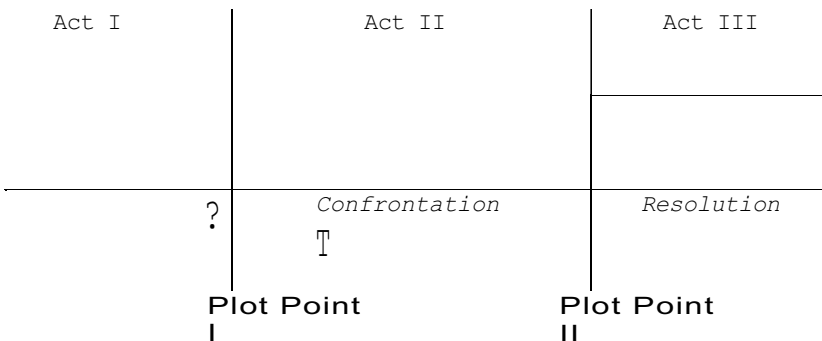 Act I Act II Act III
Confrontation Resolution
?
T
Plot Point Plot Point
I II